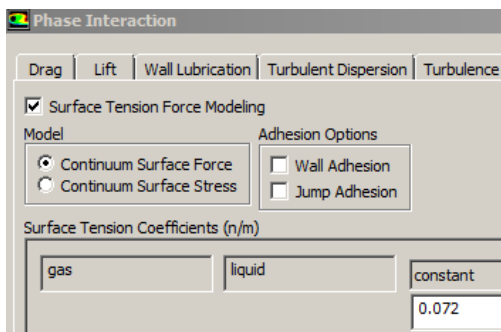 Phase Interaction
Drag Lift Wall Lubrication Turbulent Dispersion Turbulence
Surface Tension Force Modeling
Model Adhesion Options
Continuum Surface Force Wall Adhesion
Continuum Surface Stress Jump Adhesion
Surface Tension Coefficients (n/m)
gas liquid constant
0.072